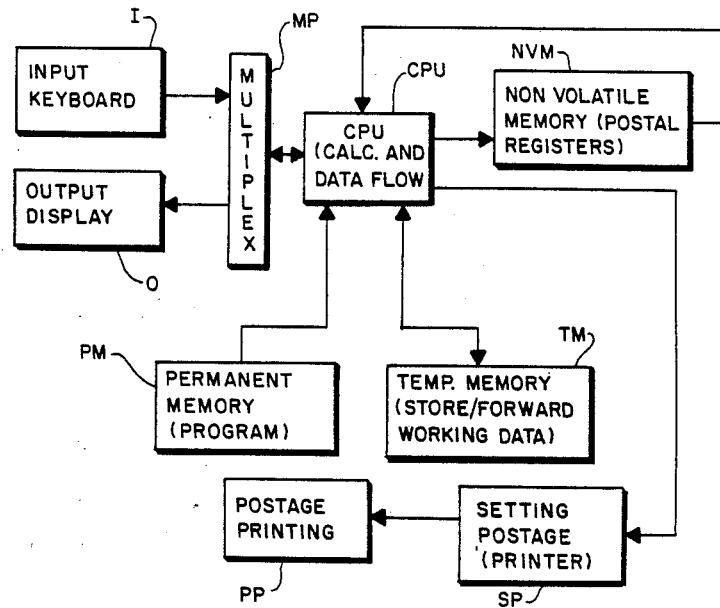 I
INPUT
KEYBOARD
MP
MULTIPLEX
CPU
CPU
(CALC. AND
DATA FLOW
NVM
NON VOLATILE
MEMORY (POSTAL
REGISTERS)
OUTPUT
DISPLAY
O
PM
PERMANENT
MEMORY
(PROGRAM)
TM
TEMP. MEMORY
(STORE/FORWARD
WORKING DATA)
POSTAGE
PRINTING
PP
SETTING
POSTAGE
(PRINTER)
SP